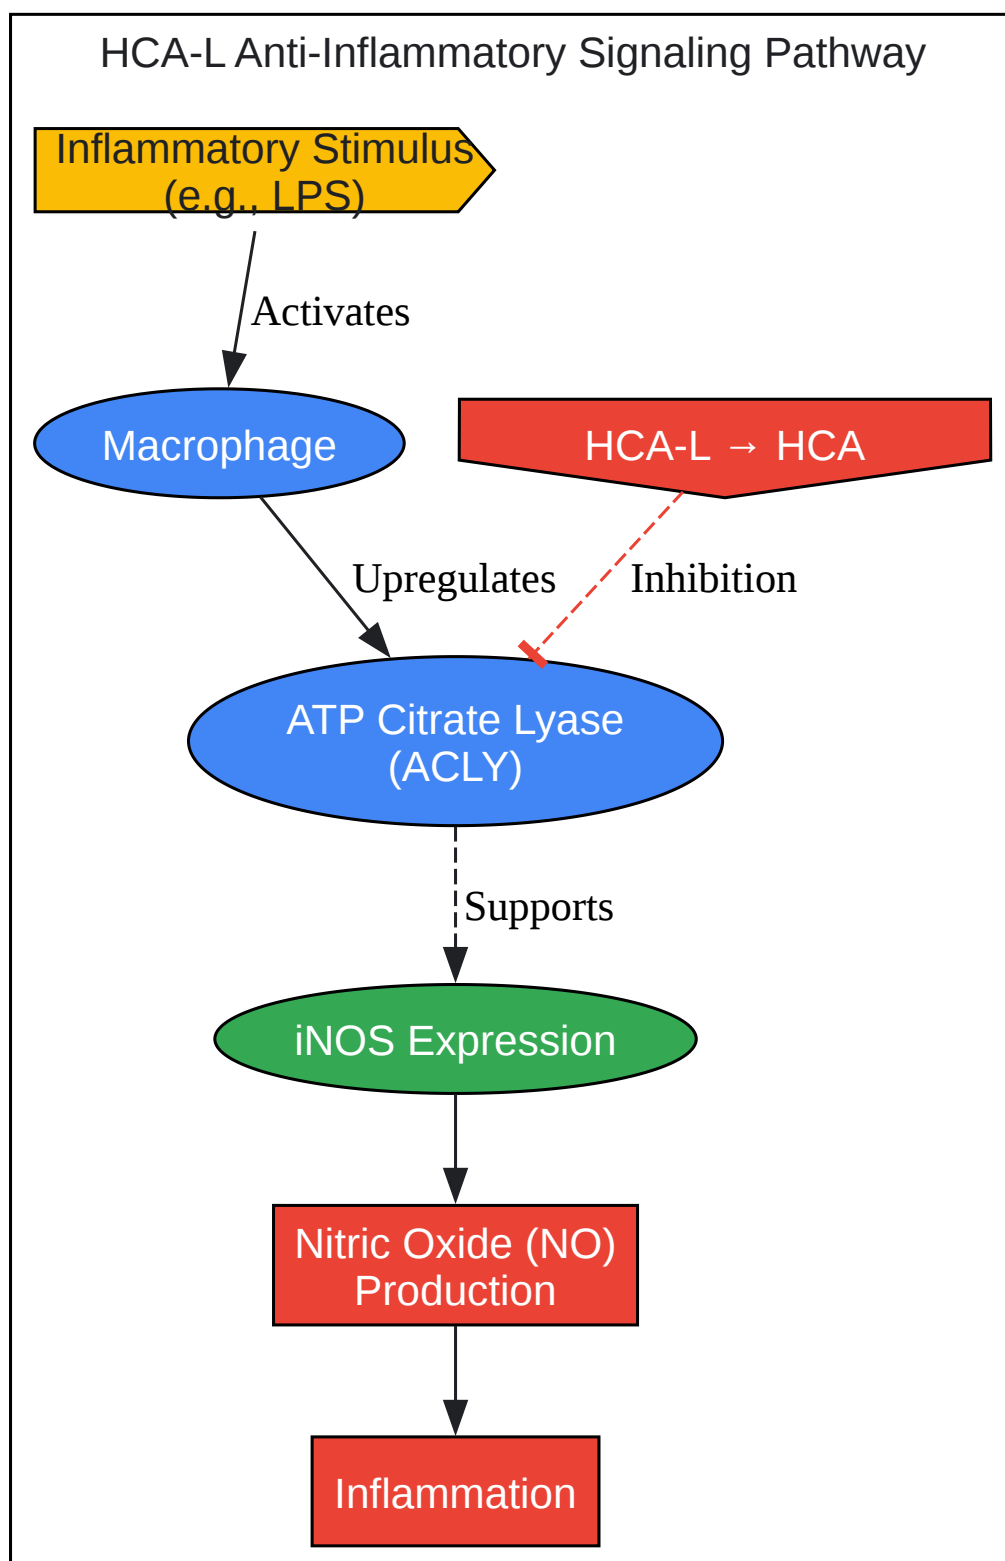 HCA-L Anti-Inflammatory Signaling Pathway
Inflammatory Stimulus
(e.g., LPS)
Activates
Macrophage
HCA-L → HCA
Upregulates
Inhibition
ATP Citrate Lyase
(ACLY)
Supports
iNOS Expression
Nitric Oxide (NO)
Production
Inflammation